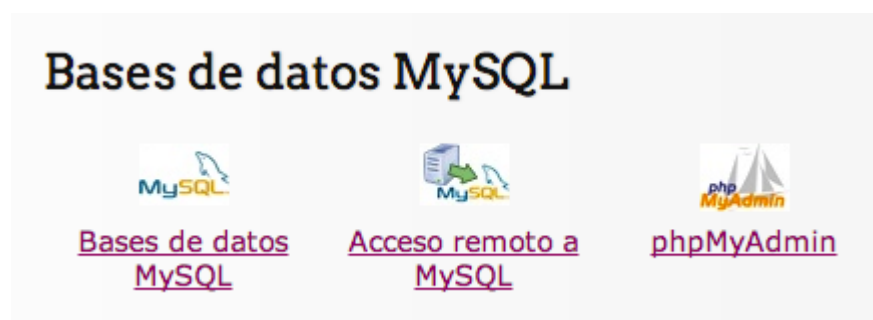 Bases de datos MySQL
MySQL
MySQL
php
MyAdmin
Bases de datos
MySQL
Acceso remoto a
MySQL
phpMyAdmin